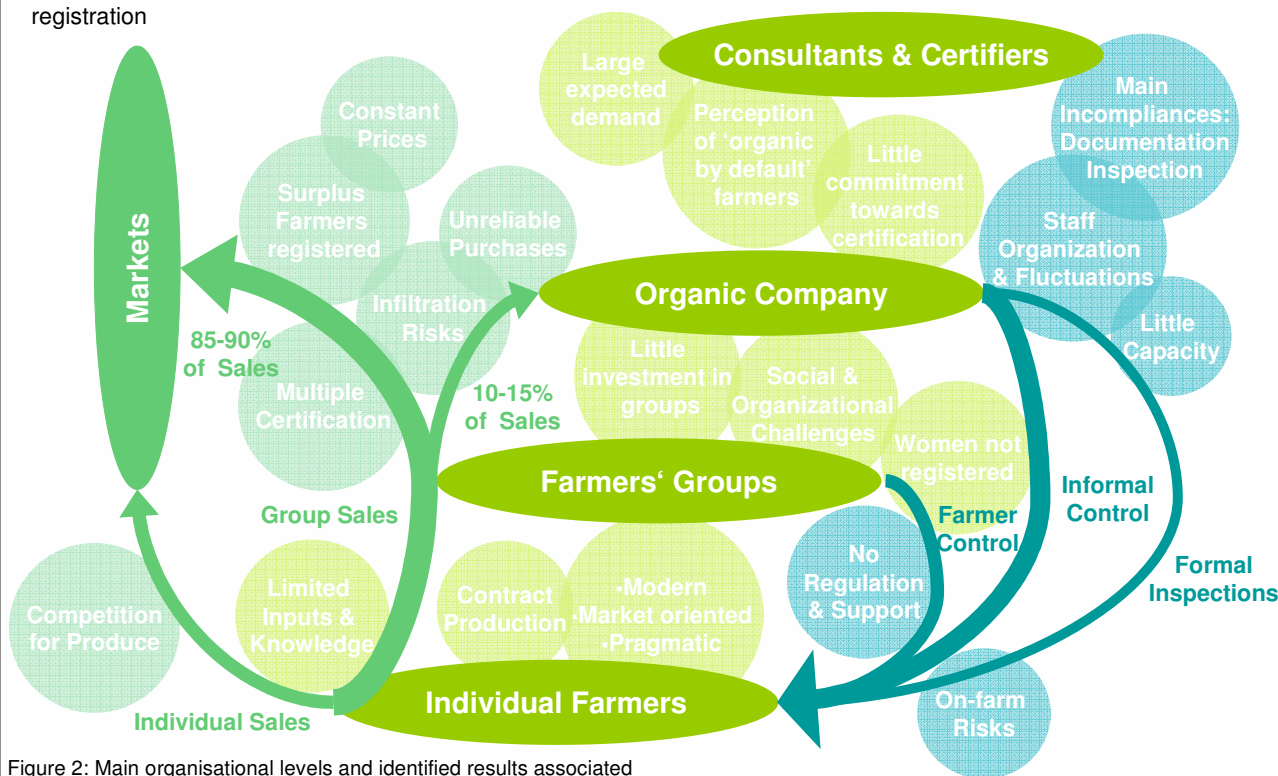 registration
Consultants & Certifiers
Large
expected
demand
Perception
of ‘organic
by default’
farmers
Little
commitment
towards
certification
Main
Incompliances:
Documentation
Inspection
Staff
Organization
& Fluctuations
Little
Capacity
Constant
Prices
Surplus
Farmers
registered
Unreliable
Purchases
Infiltration
Risks
Multiple
Certification
Markets
85-90%
of Sales
10-15%
of Sales
Organic Company
Little
investment in
groups
Social &
Organizational
Challenges
Women not
registered
Farmers‘ Groups
Group Sales
Farmer
Control
Informal
Control
Formal
Inspections
No
Regulation
& Support
Competition
for Produce
Limited
Inputs &
Knowledge
Contract
Production
•Modern
•Market oriented
•Pragmatic
Individual Farmers
Individual Sales
On-farm
Risks
Figure 2: Main organisational levels and identified results associated